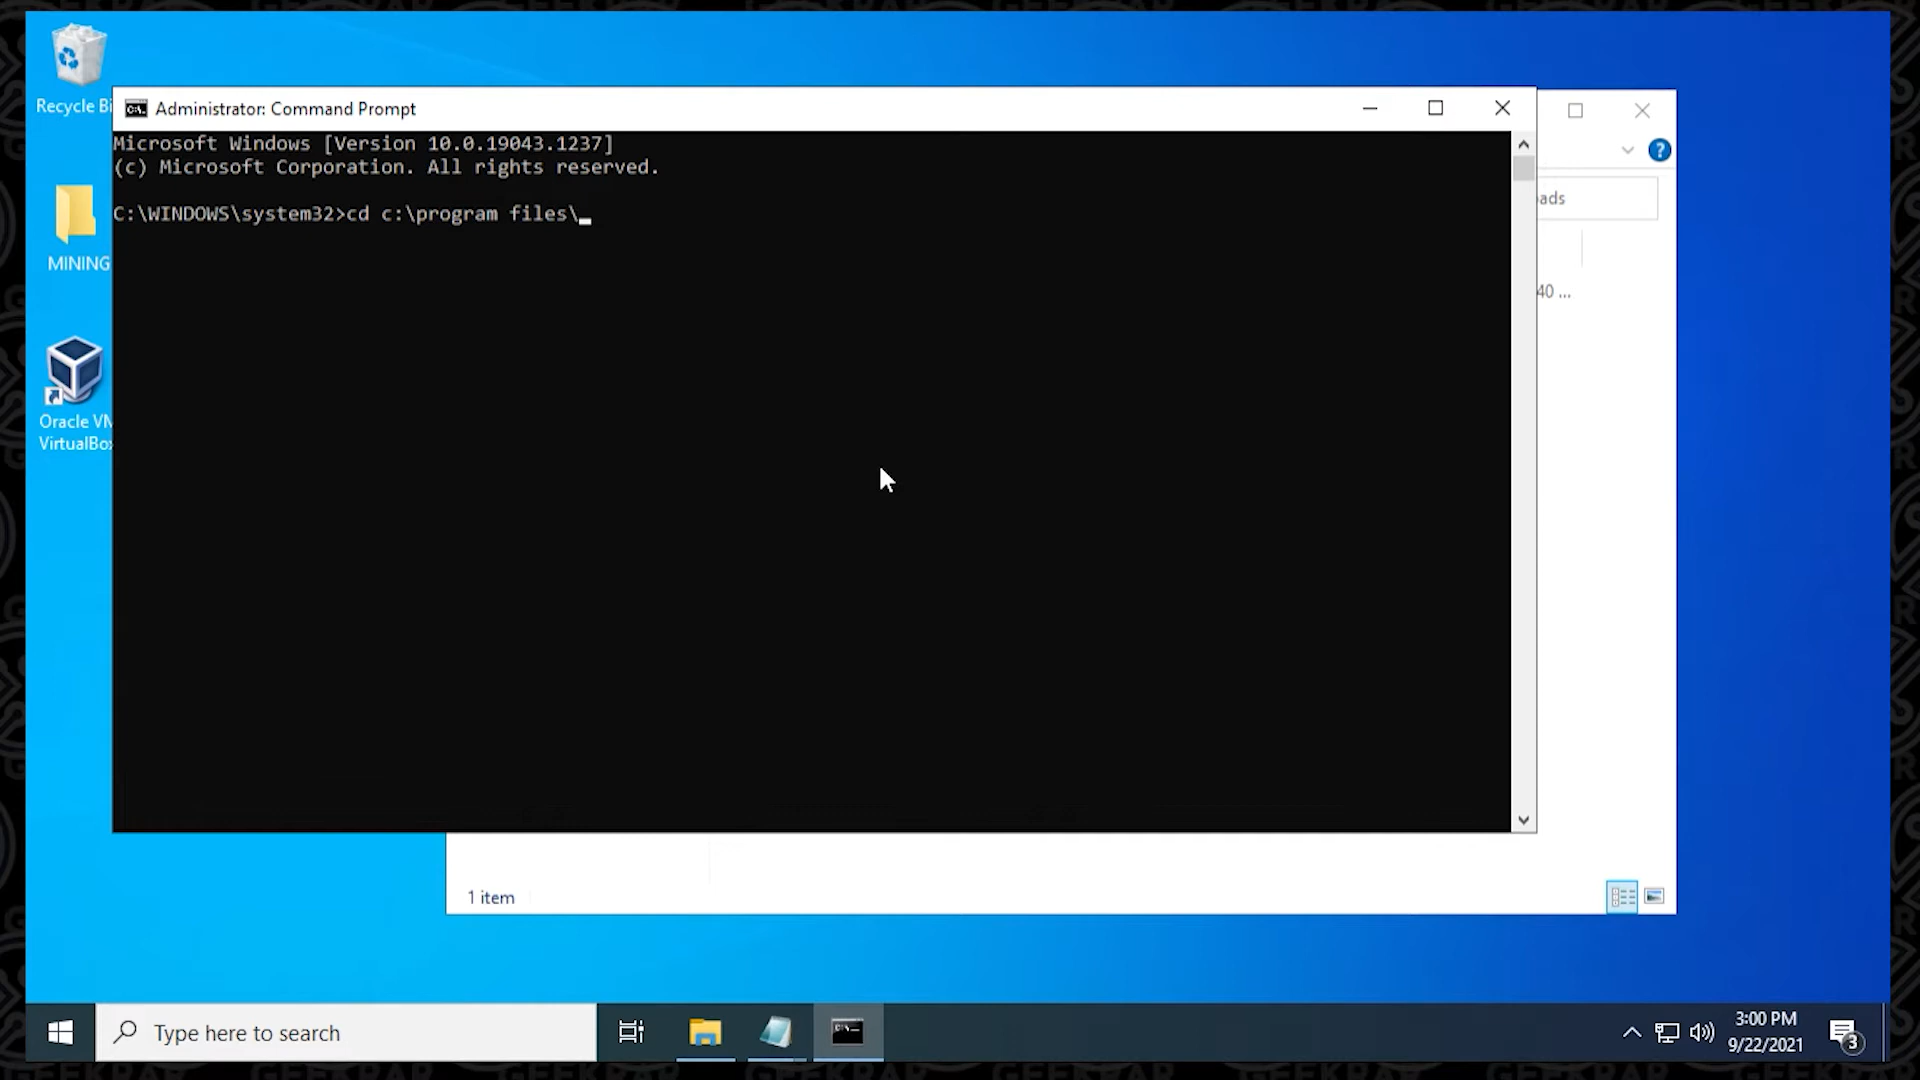 Recycle Bi
MINING
Oracle VM
VirtualBox
Administrator: Command Prompt
Microsoft Windows [Version 10.0.19043.1237]
(c) Microsoft Corporation. All rights reserved.
C:\WINDOWS\system32>cd c:\program files\
?
ads
40 ...
1 item
Type here to search
3:00 PM
9/22/2021
3